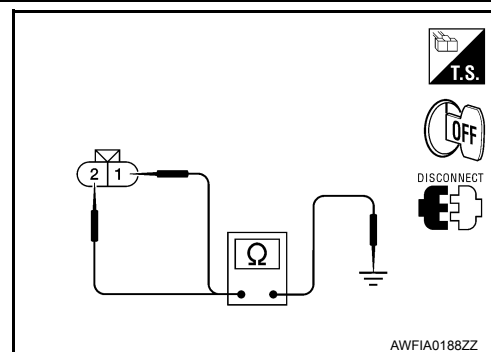 T.S.
OFF
DISCONNECT
2 1
Ω
AWFIA0188ZZ